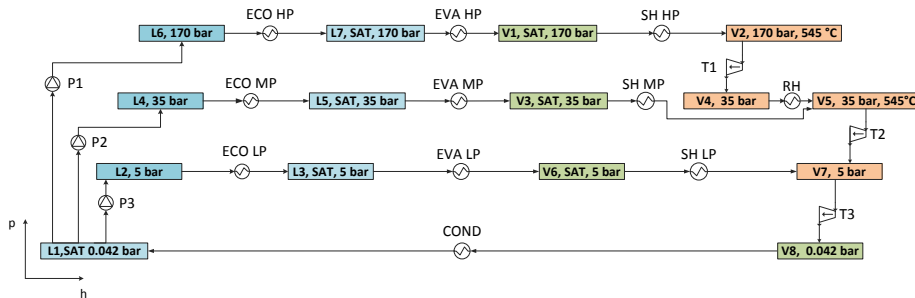 ECO HP
EVA HP
SH HP
L6, 170 bar
L7, SAT, 170 bar
V1, SAT, 170 bar
V2, 170 bar, 545 °C
T1
P1
ECO MP
EVA MP
SH MP
RH
L4, 35 bar
L5, SAT, 35 bar
V3, SAT, 35 bar
V4, 35 bar
V5, 35 bar, 545°C
P2
T2
ECO LP
EVA LP
SH LP
L2, 5 bar
L3, SAT, 5 bar
V6, SAT, 5 bar
V7, 5 bar
P3
T3
p
COND
L1,SAT 0.042 bar
V8, 0.042 bar
h